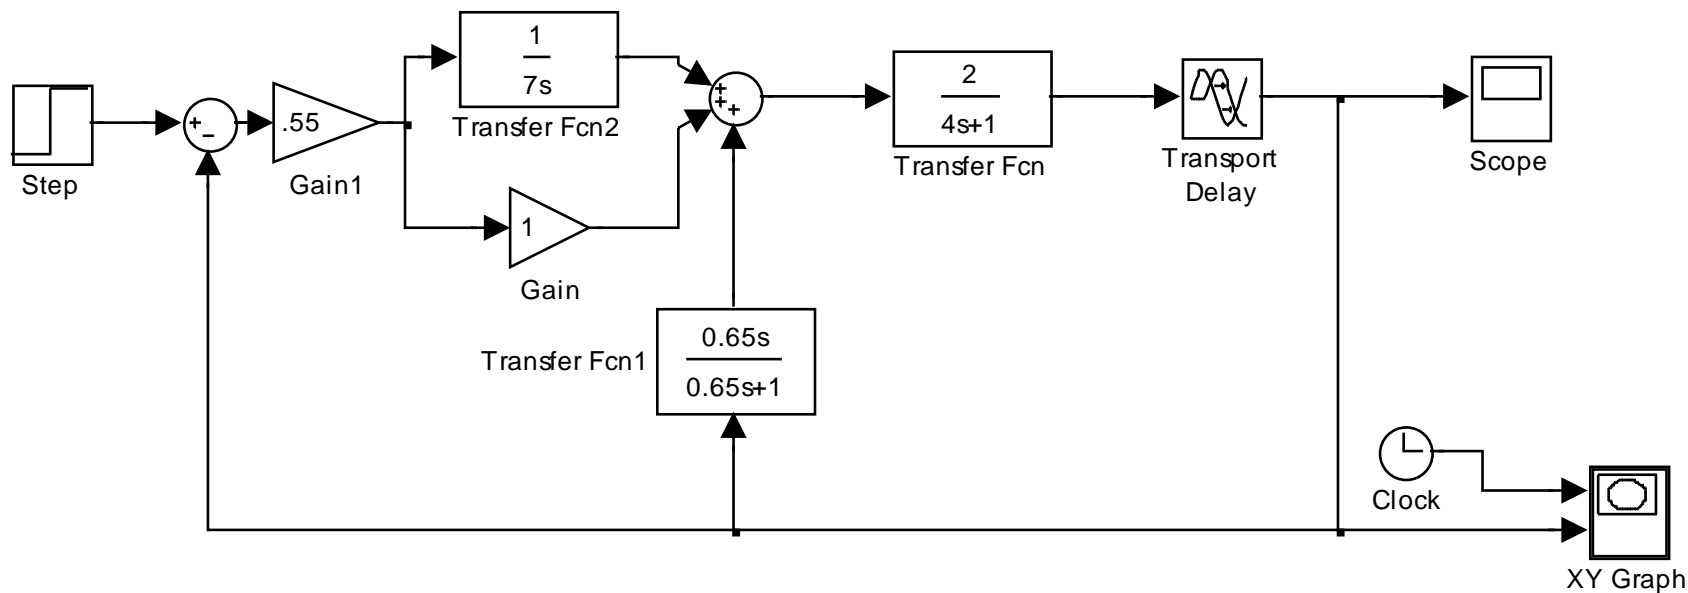 1
7s
Transfer Fcn2
+
−
.55
Step
Gain1
+
+
+
2
4s+1
Transfer Fcn
Transport
Delay
Scope
1
Gain
Transfer Fcn1
0.65s
0.65s+1
Clock
XY Graph